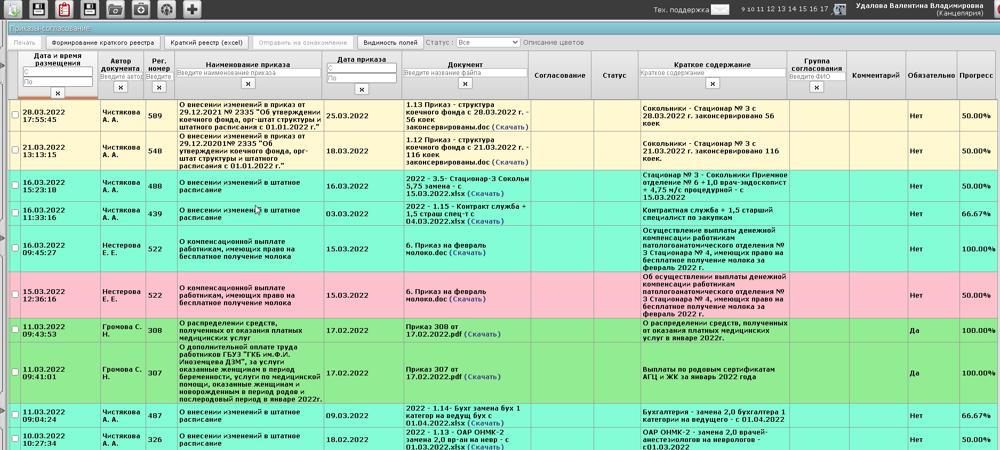 Тех. поддержка 9 10 11 12 13 14 15 16 17 Удалова Валентина Владимировна
(Канцелярия)
Приказы-согласование:
Печать Формирование краткого реестра Краткий реестр (excel) Отправить на ознакомление Видимость полей Статус : Все Описание цветов
Дата и время
размещения
С
По
x
Автор
документа
Введите автор
x
Рег.
номер
Введите
x
Наименование приказа
Введите наименование приказа
x
Дата приказа
С
По
x
Документ
Введите название файла
x
Согласование
Статус
Краткое содержание
Краткое содержание
x
Группа
согласования
Введите ФИО
x
Комментарий
Обязательно
Прогресс
28.03.2022
17:55:45
Чистякова
А. А.
589
О внесении изменений в приказ от
29.12.2021 № 2335 "Об утверждении
коечного фонда, орг-штат структуры и
штатного расписания с 01.01.2022 г."
25.03.2022
1.13 Приказ - структура
коечного фонда с 28.03.2022 г. -
56 коек
законсервированы.doc (Скачать)
Сокольники - Стационар № 3 с
28.03.2022 г. законсервировано 56
коек
Нет
50.00%
21.03.2022
13:13:15
Чистякова
А. А.
548
О внесении изменений в приказ от
29.12.20201№ 2335 "Об
утверждении коечного фонда, орг-
штат структуры и штатного
расписания с 01.01.2022 г."
18.03.2022
1.12 Приказ - структура
коечного фонда с 21.03.2022 г. -
116 коек
законсервированы.doc (Скачать)
Сокольники - Стационар № 3 с
21.03.2022 г. законсервировано 116
коек.
Нет
50.00%
16.03.2022
15:23:18
Чистякова
А. А.
488
О внесении изменений в штатное
расписание
16.03.2022
2022 - 3.5- Стационар-3 Сокольн
5,75 замена - с
15.03.2022.xlsx (Скачать)
Стационар № 3 - Сокольники Приемное
отделение № 6 +1,0 врач-эндоскопист
+ 4,75 м/с процедурной - с
15.03.2022
Нет
50.00%
16.03.2022
11:33:16
Чистякова
А. А.
439
О внесении изменений в штатное
расписание
03.03.2022
2022 - 1.15 - Контракт служба +
1,5 страш спец-т с
04.03.2022.xlsx (Скачать)
Контрактная служба + 1,5 старший
специалист по закупкам
Нет
66.67%
16.03.2022
09:45:27
Нестерова
Е. Е.
522
О компенсационной выплате
работникам, имеющих право на
бесплатное получение молока
15.03.2022
6. Приказ на февраль
молоко.doc (Скачать)
Осуществление выплаты денежной
компенсации работникам
патологоанатомического отделения №
3 Стационара № 4, имеющих право на
бесплатное получение молока за
февраль 2022 г.
Нет
100.00%
15.03.2022
12:36:16
Нестерова
Е. Е.
522
О компенсационной выплате
работникам, имеющих право на
бесплатное получение молока
15.03.2022
6. Приказ на февраль
молоко.doc (Скачать)
Об осуществлении выплаты денежной
компенсации работникам
патологоанатомического отделения №
3 Стационара № 4, имеющих право на
бесплатное получение молока за
февраль 2022 г.
Нет
50.00%
11.03.2022
09:43:53
Громова С.
Н.
308
О распределении средств,
полученных от оказания платных
медицинских услуг
17.02.2022
Приказ 308 от
17.02.2022.pdf (Скачать)
О распределении средств, полученных
от оказания платных медицинских
услуг в январе 2022г.
Да
100.00%
11.03.2022
09:41:01
Громова С.
Н.
307
О дополнительной оплате труда
работников ГБУЗ "ГКБ им.Ф.И.
Иноземцева ДЗМ", за услуги
оказанные женщинам в период
беременности, услуги по медицинской
помощи, оказанные женщинам и
новорожденным в период родов и
послеродовый период в январе 2022г.
17.02.2022
Приказ 307 от
17.02.2022.pdf (Скачать)
Выплаты по родовым сертификатам
АГЦ и ЖК за январь 2022 года
Да
100.00%
11.03.2022
09:04:24
Чистякова
А. А.
487
О внесении изменений в штатное
расписание
09.03.2022
2022 - 1.14- Бухг замена бух 1
категор на ведущ бух с
01.04.2022.xlsx (Скачать)
Бухгалтерия - замена 2,0 бухгалтера 1
категории на ведущего - с 01.04.2022
Нет
66.67%
10.03.2022
10:27:34
Чистякова
А. А.
326
О внесении изменений в штатное
расписание
18.02.2022
2022 - 1.13 - ОАР ОНМК-2
замена 2,0 вр-ан на невр - с
01.03.2022.xlsx (Скачать)
ОАР ОНМК-2 - замена 2,0 врачей-
анестезиологов на неврологов -
с01.03.2022
Нет
50.00%